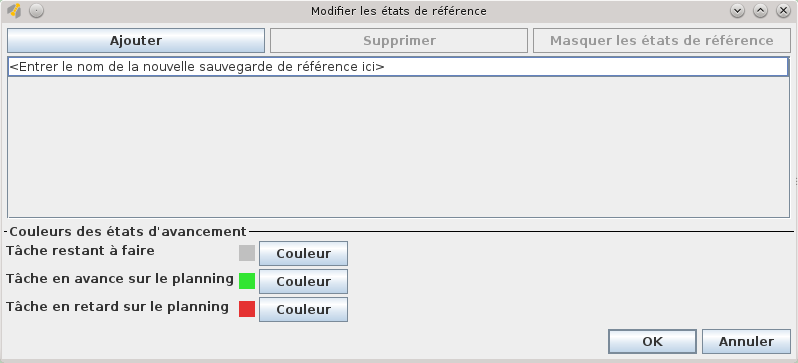 Modifier les états de référence
Ajouter Supprimer Masquer les états de référence
<Entrer le nom de la nouvelle sauvegarde de référence ici>
Couleurs des états d'avancement
Tâche restant à faire Couleur
Tâche en avance sur le planning Couleur
Tâche en retard sur le planning Couleur
OK Annuler